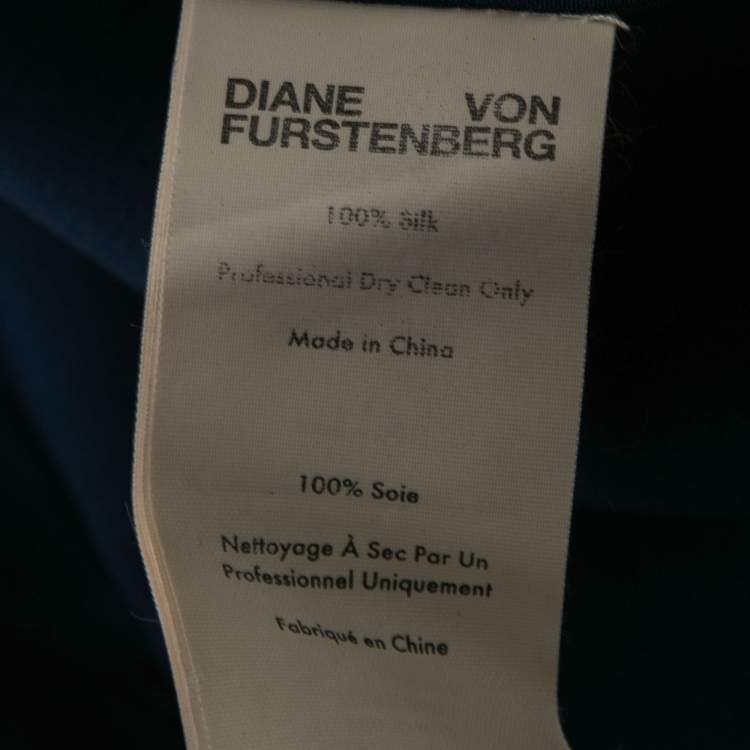 DIANE VON
FURSTENBERG
100% Silk
Professional Dry Clean Only
Made in China
100% Soie
Nettoyage À Sec Par Un
Professionnel Uniquement
Fabriqué en Chine